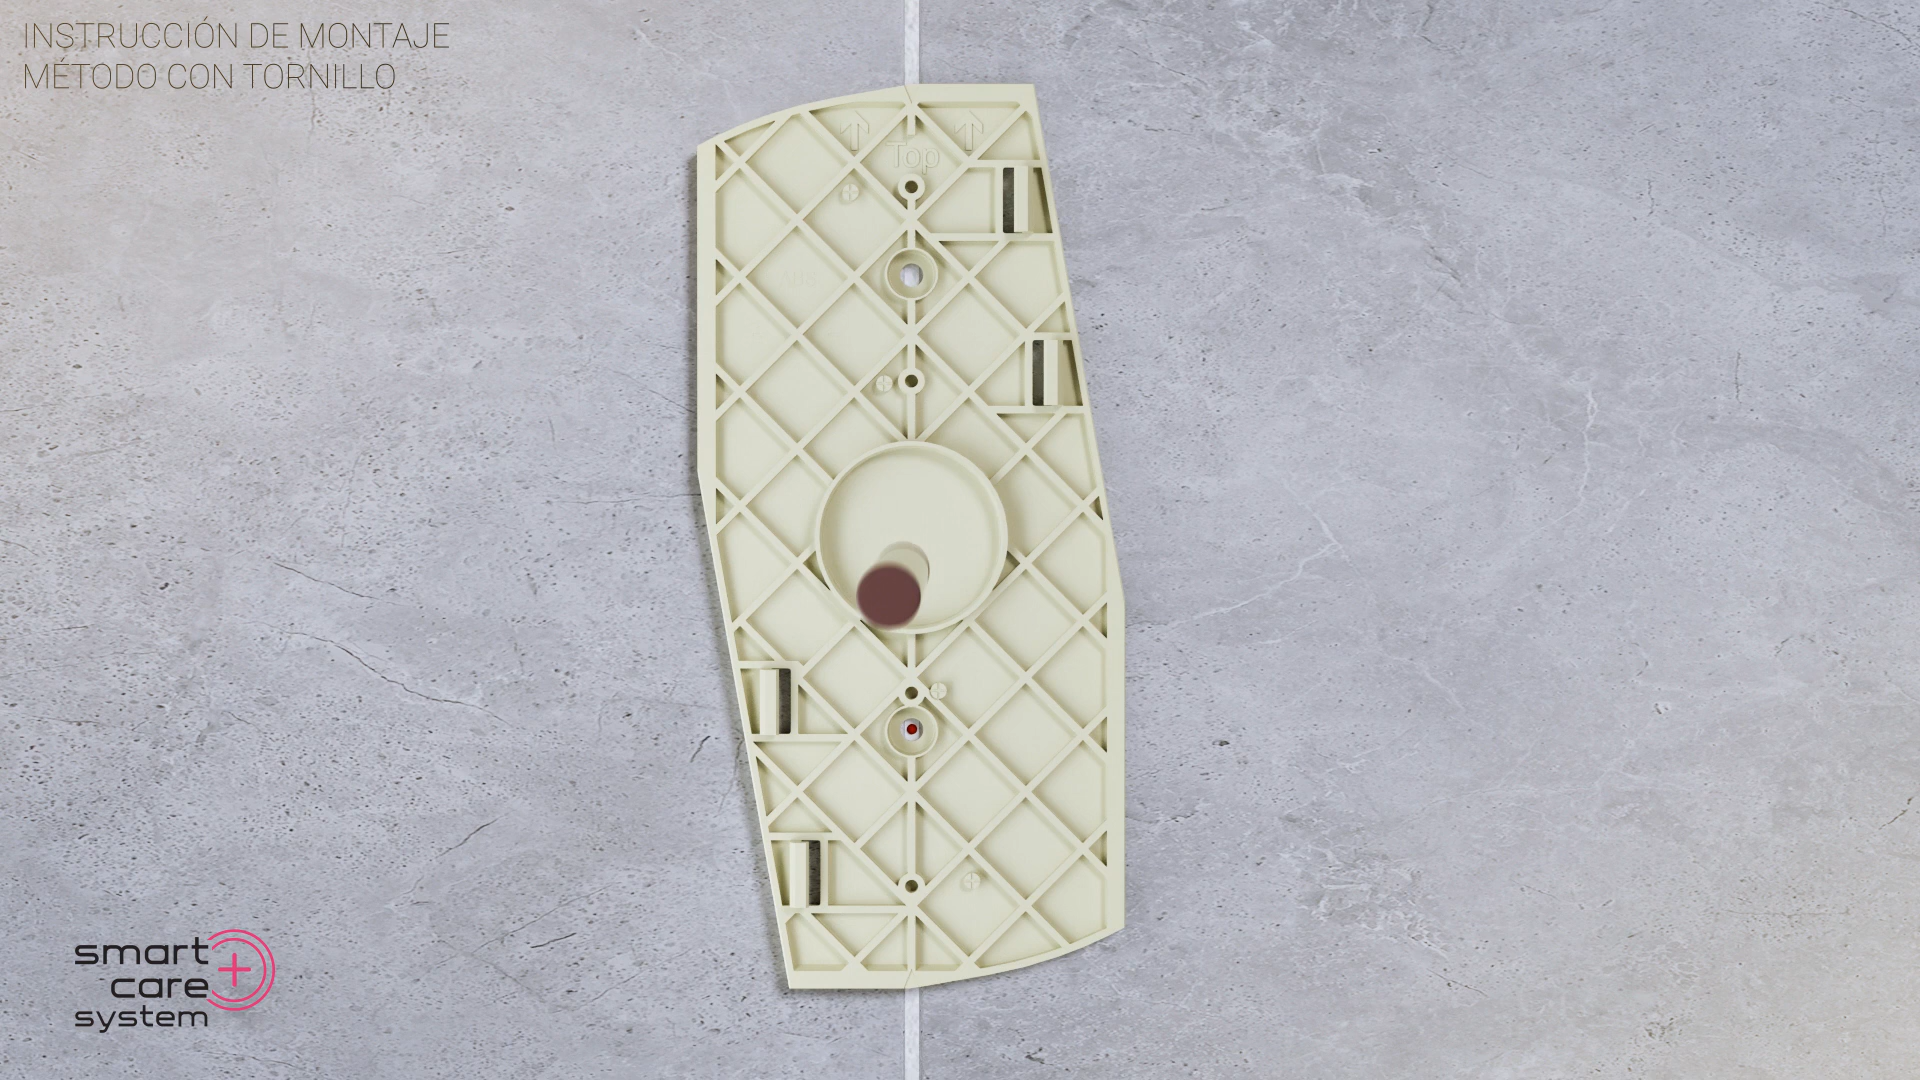 INSTRUCCIÓN DE MONTAJE
MÉTODO CON TORNILLO
Top
smart
care
system